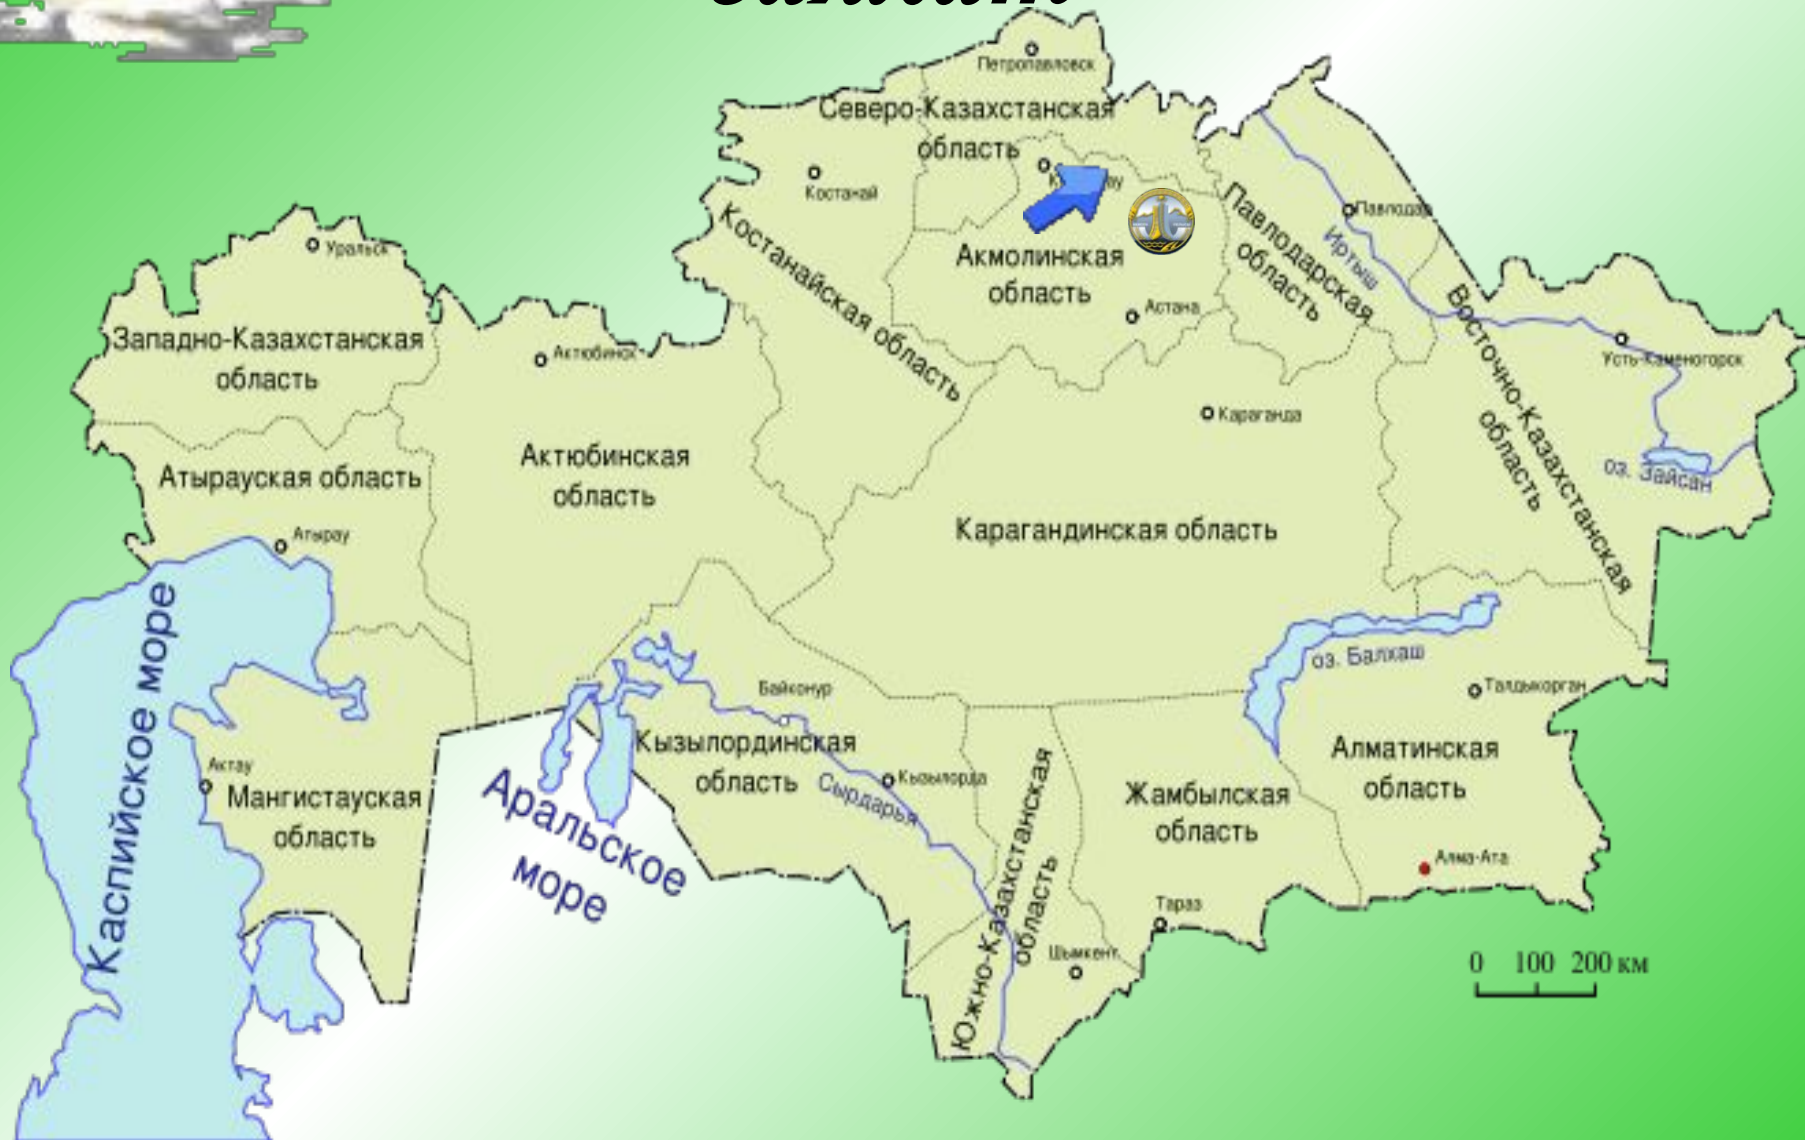 Петропавловск
Северо-Казахстанская
область
Костанай
Костанайская область
Акмолинская
область
Астана
Павлодарская
область
Павлодар
Иртыш
Восточно-Казахстанская
область
Усть-Каменогорск
оз. Зайсан
Уральск
Западно-Казахстанская
область
Актюбинск
Актюбинская
область
Караганда
Карагандинская область
Атырауская область
Атырау
Каспийское море
Актау
Мангистауская
область
Аральское
море
Байконур
Кызылординская
область
Кызылорда
Сырдарья
Южно-Казахстанская
область
Шымкент
Жамбылская
область
Тараз
оз. Балхаш
Талдыкорган
Алматинская
область
Алма-Ата
0 100 200 км